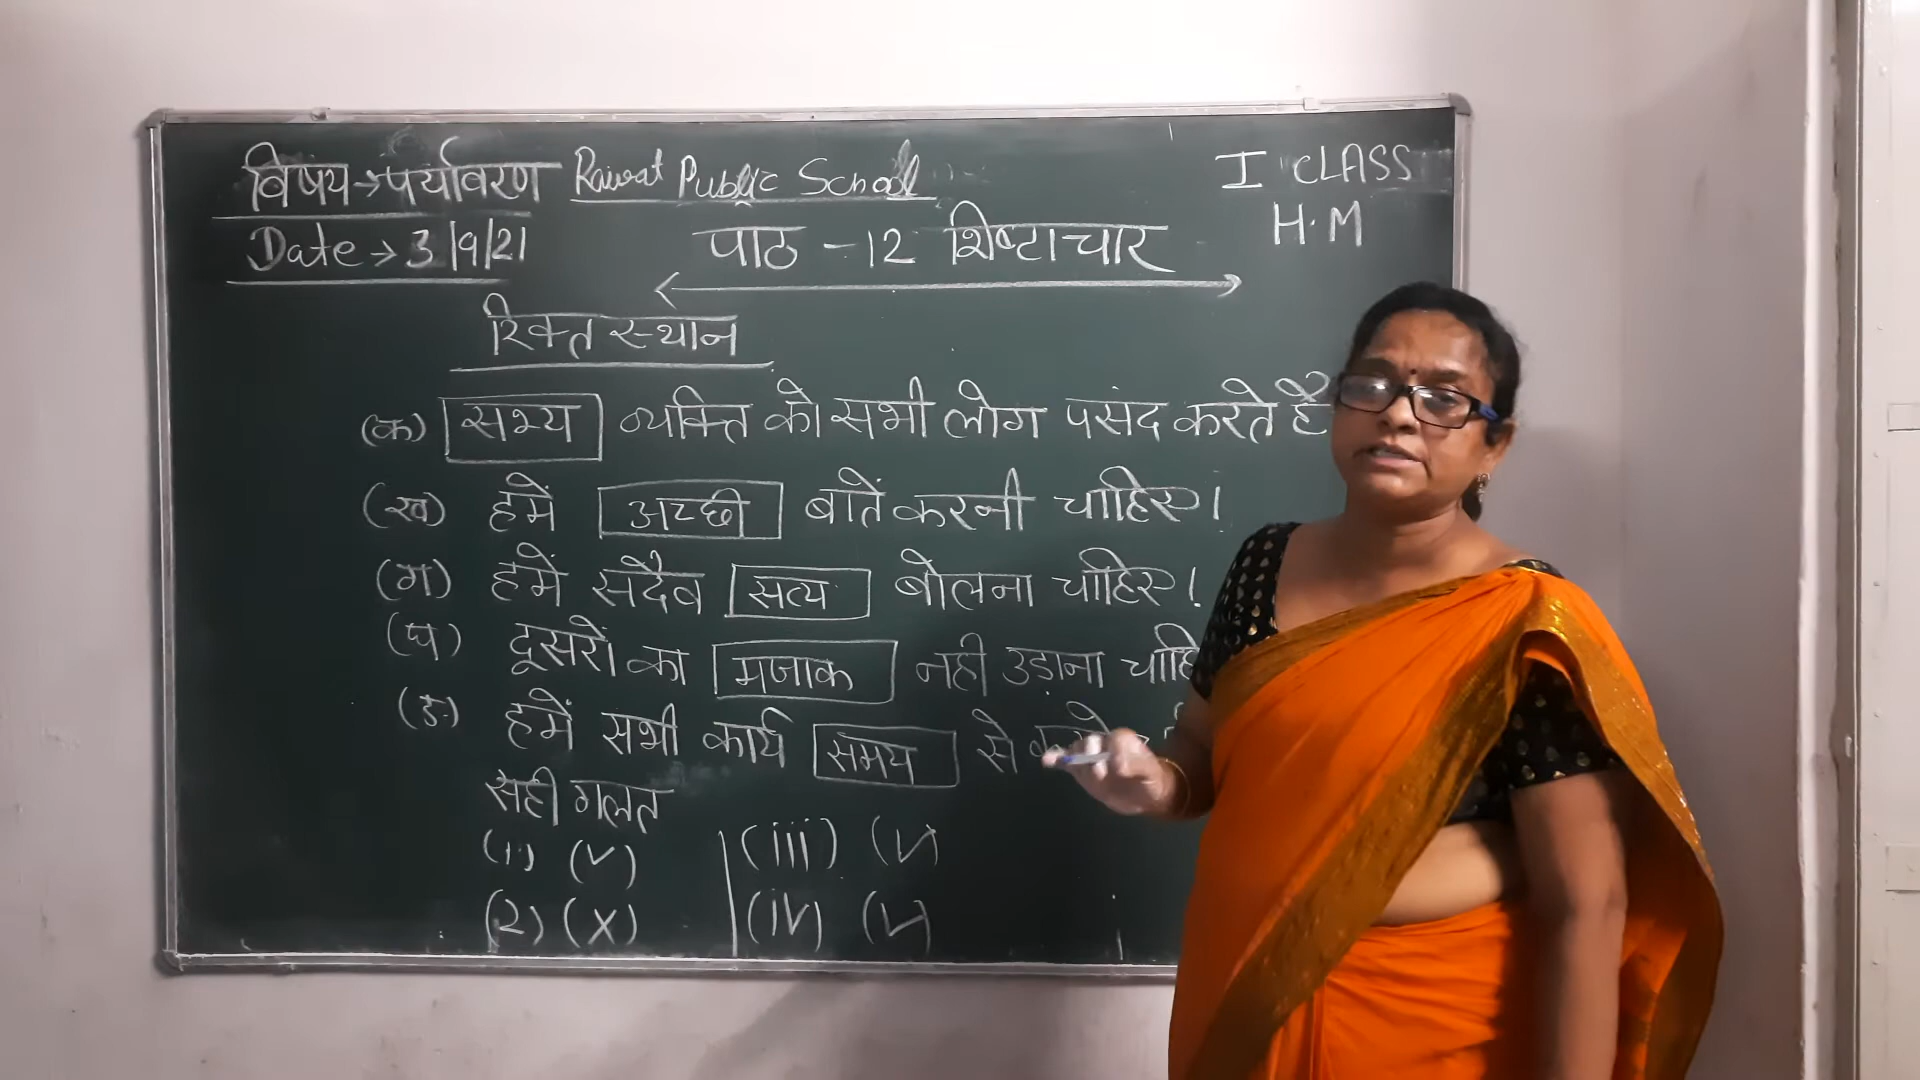 विषय→पर्यावरण Rawat Public School I CLASS
Date→3/9/21 पाठ-12 शिष्टाचार H.M
रिक्त स्थान
(क) सभ्य व्यक्ति को सभी लोग पसंद करते है
(ख) हमें अच्छी बातें करनी चाहिए।
(ग) हमें सदैव सत्य बोलना चाहिए।
(घ) दूसरों का मजाक नही उड़ाना
(ङ) हमें सभी कार्य समय से
सही गलत
(1) (✓) (iii) (✓)
(2) (X) (iv) (✓)